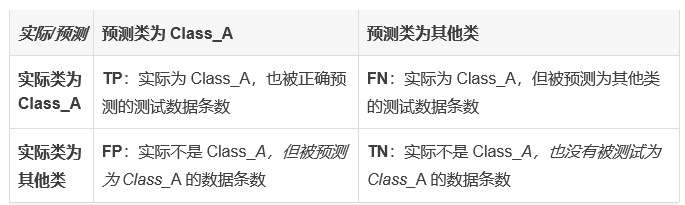 实际/预测 预测类为 Class_A 预测类为其他类
实际类为
Class_A
TP：实际为 Class_A，也被正确预
测的测试数据条数
FN：实际为 Class_A，但被预测为其他类
的测试数据条数
实际类为
其他类
FP：实际不是 Class_A，但被预测
为 Class_A 的数据条数
TN：实际不是 Class_A，也没有被测试为
Class_A 的数据条数